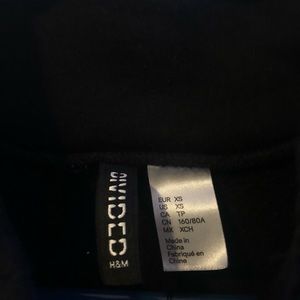 DIVIDED
H&M
EUR XS
US XS
CA TP
CN 160/80A
MX XCH
Made in
China
Fabriqué en
Chine